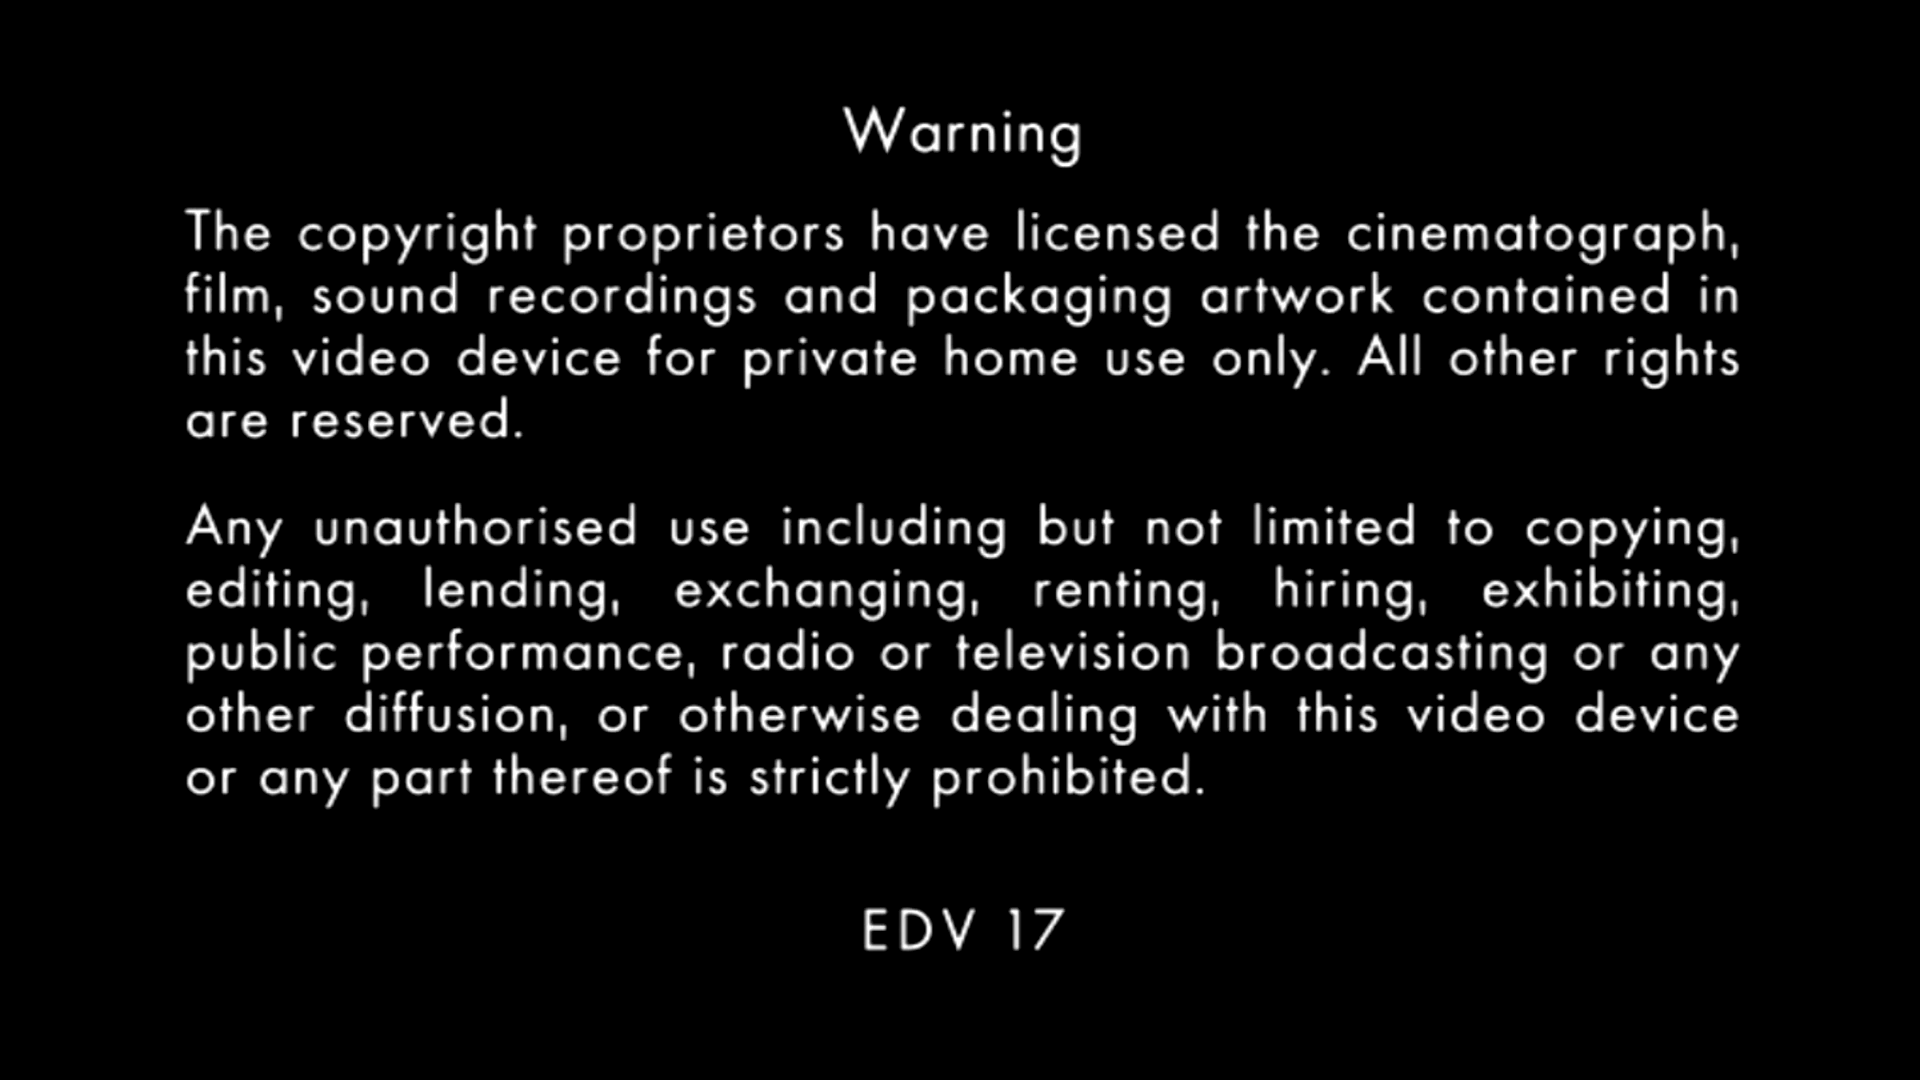 Warning
The copyright proprietors have licensed the cinematograph,
film, sound recordings and packaging artwork contained in
this video device for private home use only. All other rights
are reserved.
Any unauthorised use including but not limited to copying,
editing, lending, exchanging, renting, hiring, exhibiting,
public performance, radio or television broadcasting or any
other diffusion, or otherwise dealing with this video device
or any part thereof is strictly prohibited.
EDV 17